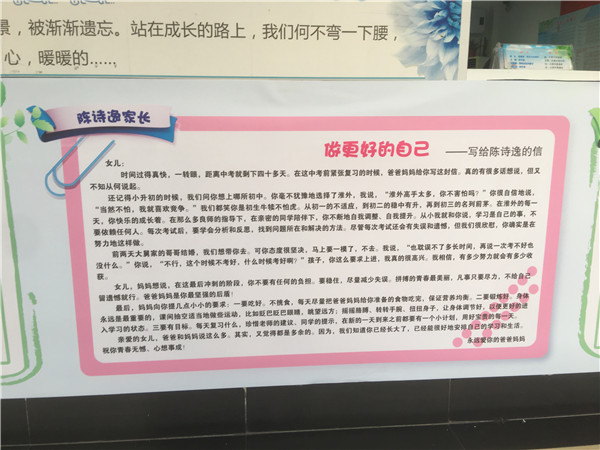 景，被渐渐遗忘。站在成长的路上，我们何不弯一下腰，
心，暖暖的……
陈诗逸家长
做更好的自己 ——写给陈诗逸的信
女儿：
时间过得真快，一转眼，距离中考就剩下四十多天。在这中考前紧张复习的时候，爸爸妈妈给你写这封信。真的有很多话想说，但又
不知从何说起。
还记得小升初的时候，我们问你想上哪所初中。你毫不犹豫地选择了淮外，我说，“淮外高手太多，你不害怕吗？”你很自信地说，
“当然不怕，我就喜欢竞争。”我们都笑你是初生牛犊不怕虎。从初一的不适应，到初二的稳中有升，再到初三的名列前茅。在淮外的每一
天，你快乐的成长着。在那么多良师的指导下，在亲密的同学陪伴下，你不断地自我调整、自我提升。从小我就和你说，学习是自己的事，不
要依赖任何人。每次考试后，要学会分析和反思，找到问题所在和解决的方法。尽管每次考试还会有失误和遗憾，但我们很欣慰，你确实是在
努力地这样做。
前两天大舅家的哥哥结婚，我们想带你去。可你态度很坚决，马上要一模了，不去。我说，“也耽误不了多长时间，再说一次考不好也
没什么。”你说，“不行，这个时候不考好，什么时候好啊？”孩子，你这么要求上进，我真的很高兴。我相信，有多少努力就会有多少收
获。
女儿，妈妈想说，在这最后冲刺的阶段，你不要有任何的负担。要稳住，尽量减少失误。拼搏的青春最美丽，凡事只要尽力，不给自己
留遗憾就行。爸爸妈妈是你最坚强的后盾！
最后，妈妈向你提几点小小的要求：一要吃好。不挑食，每天尽量把爸爸妈妈给你准备的食物吃完，保证营养均衡。二要锻炼好。身体
永远是最重要的，课间抽空适当地做些运动，比如眨巴眨巴眼睛，眺望远方；摇摇胳膊、转转手腕、扭扭身子，让身体调节好，以便更好的进
入学习的状态。三要有目标。每天复习什么，珍惜老师的建议、同学的提示，在新的一天到来之前都要有一个小计划，用好宝贵的每一天。
亲爱的女儿，爸爸和妈妈说这么多，其实，又觉得都是多余的。因为，我们知道你已经长大了，已经能很好地安排自己的学习和生活。
祝你青春无憾、心想事成！
永远爱你的爸爸妈妈